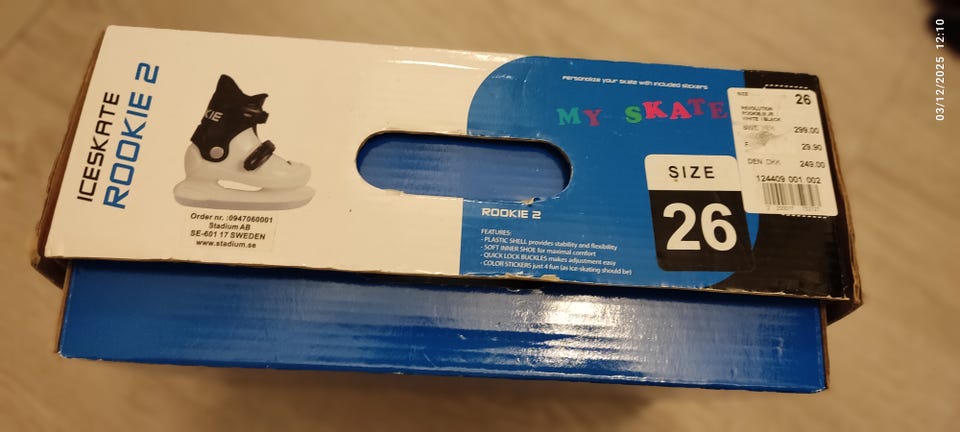 ICESKATE
ROOKIE 2
KIE
Order nr. :0947060001
Stadium AB
SE-601 17 SWEDEN
www.stadium.se
Personalize your skate with included stickers
MY SKATE
ROOKIE 2
FEATURES:
- PLASTIC SHELL provides stability and flexibility
- SOFT INNER SHOE for maximal comfort
- QUICK LOCK BUCKLES makes adjustment easy
- COLOR STICKERS just 4 fun (as ice-skating should be)
SIZE
26
SIZE 26
REVOLUTION
ROOKIE II JR
WHITE / BLACK
SWE 299.00
F 29.90
DEN DKK 249.00
124409 001 002
03/12/2025 12:10